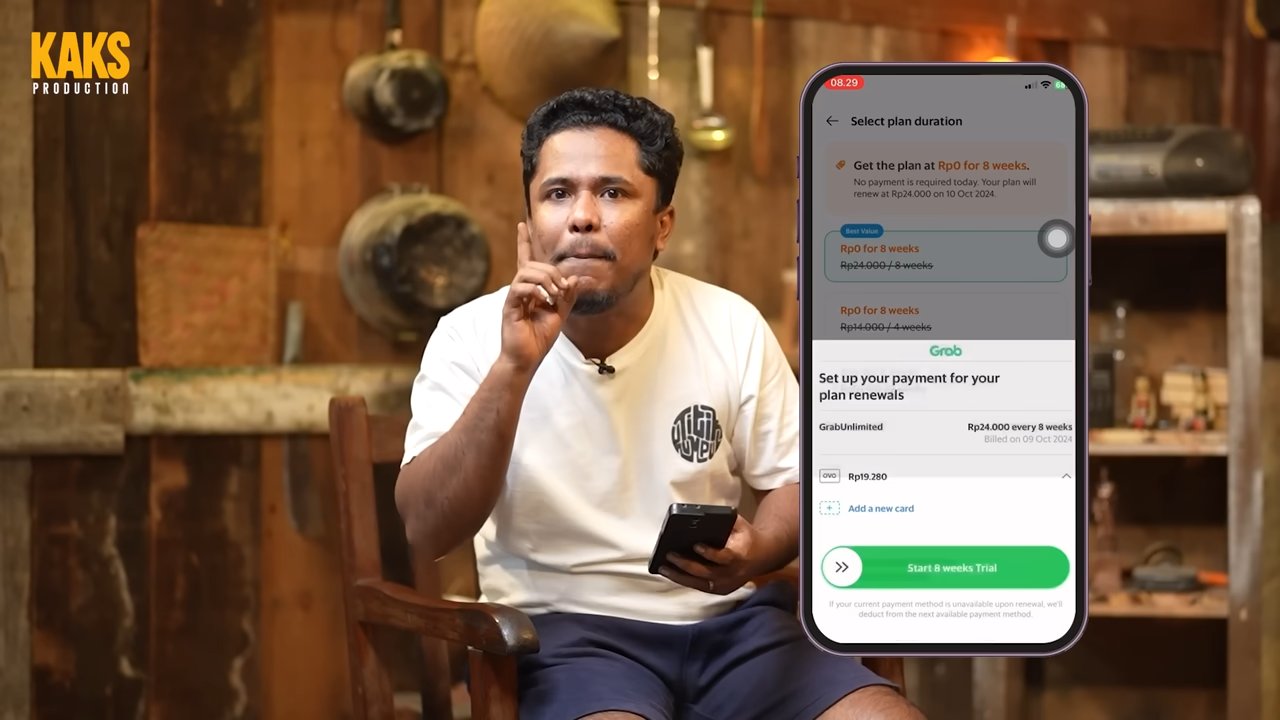 KAKS
PRODUCTION
08.29
Select plan duration
Get the plan at Rp0 for 8 weeks.
No payment is required today. Your plan will
renew at Rp24.000 on 10 Oct 2024.
Best Value
Rp0 for 8 weeks
Rp24.000 / 8 weeks
Rp0 for 8 weeks
Rp14.000 / 4 weeks
Grab
Set up your payment for your
plan renewals
GrabUnlimited
Rp24.000 every 8 weeks
Billed on 09 Oct 2024
OVO
Rp19.280
Add a new card
Start 8 weeks Trial
If your current payment method is unavailable upon renewal, we'll
deduct from the next available payment method.